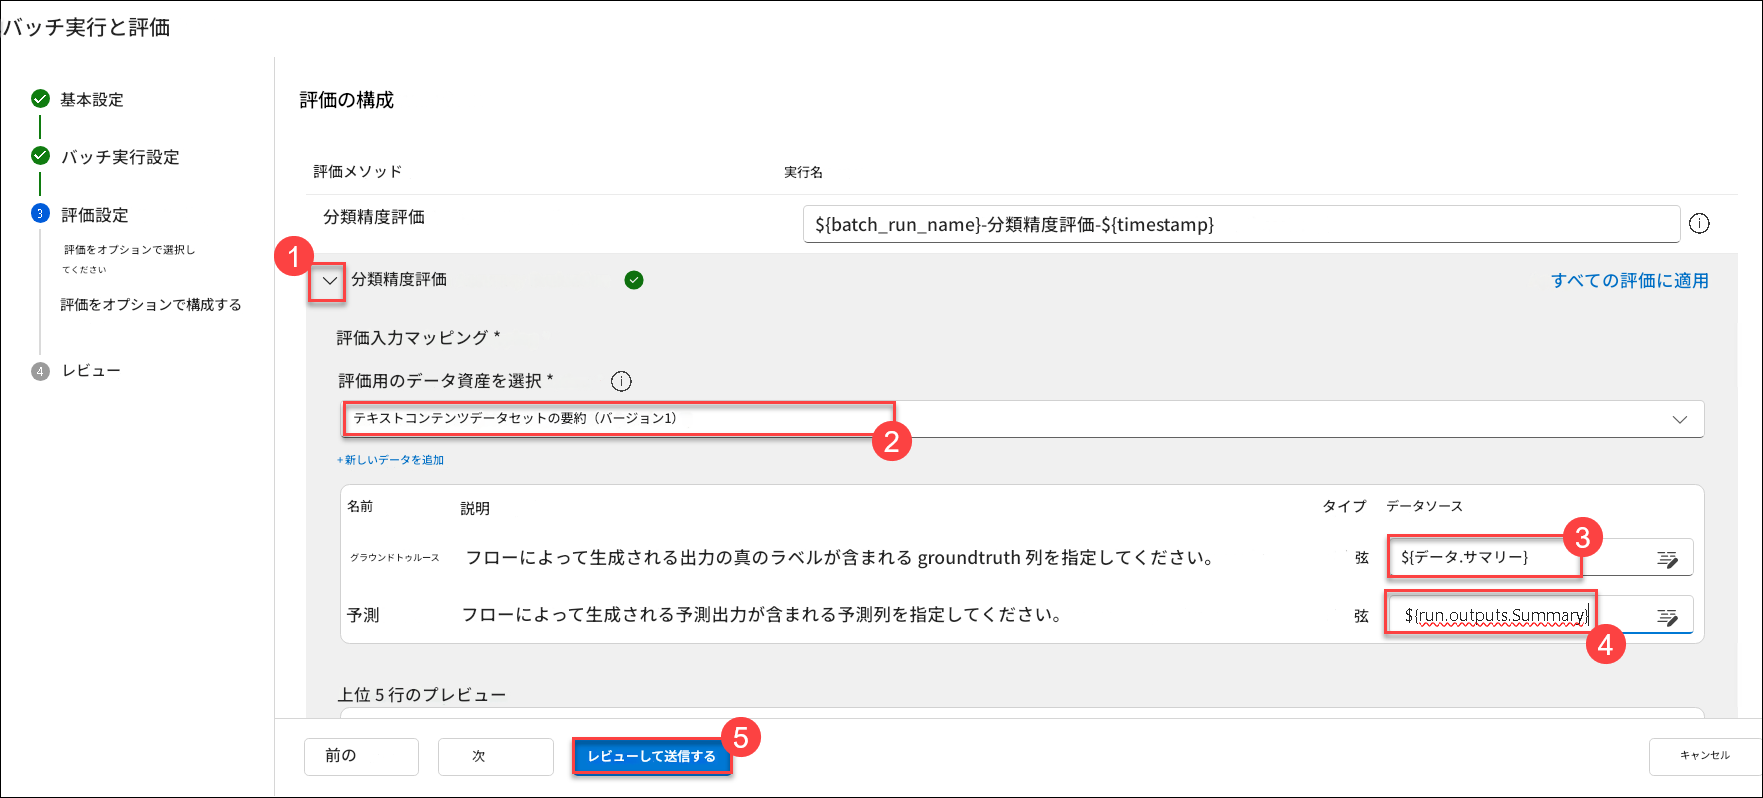 バッチ実行と評価
基本設定
バッチ実行設定
3 評価設定
評価をオプションで選択し
てください
評価をオプションで構成する
4 レビュー
評価の構成
評価メソッド 実行名
分類精度評価 ${batch_run_name}-分類精度評価-${timestamp}
1
分類精度評価 すべての評価に適用
評価入力マッピング *
評価用のデータ資産を選択 *
テキストコンテンツデータセットの要約（バージョン1）
2
+新しいデータを追加
名前 説明 タイプ データソース
3
グラウンドトゥルース フローによって生成される出力の真のラベルが含まれる groundtruth 列を指定してください。 弦 ${データ.サマリー}
予測 フローによって生成される予測出力が含まれる予測列を指定してください。 弦 ${run.outputs.Summary}
4
上位 5 行のプレビュー
5
前の 次 レビューして送信する キャンセル